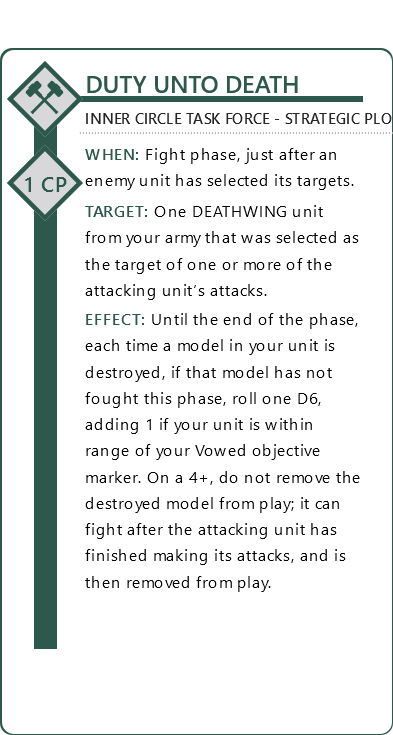 DUTY UNTO DEATH
INNER CIRCLE TASK FORCE - STRATEGIC PLO
1 CP
WHEN: Fight phase, just after an
enemy unit has selected its targets.
TARGET: One DEATHWING unit
from your army that was selected as
the target of one or more of the
attacking unit's attacks.
EFFECT: Until the end of the phase,
each time a model in your unit is
destroyed, if that model has not
fought this phase, roll one D6,
adding 1 if your unit is within
range of your Vowed objective
marker. On a 4+, do not remove the
destroyed model from play; it can
fight after the attacking unit has
finished making its attacks, and is
then removed from play.